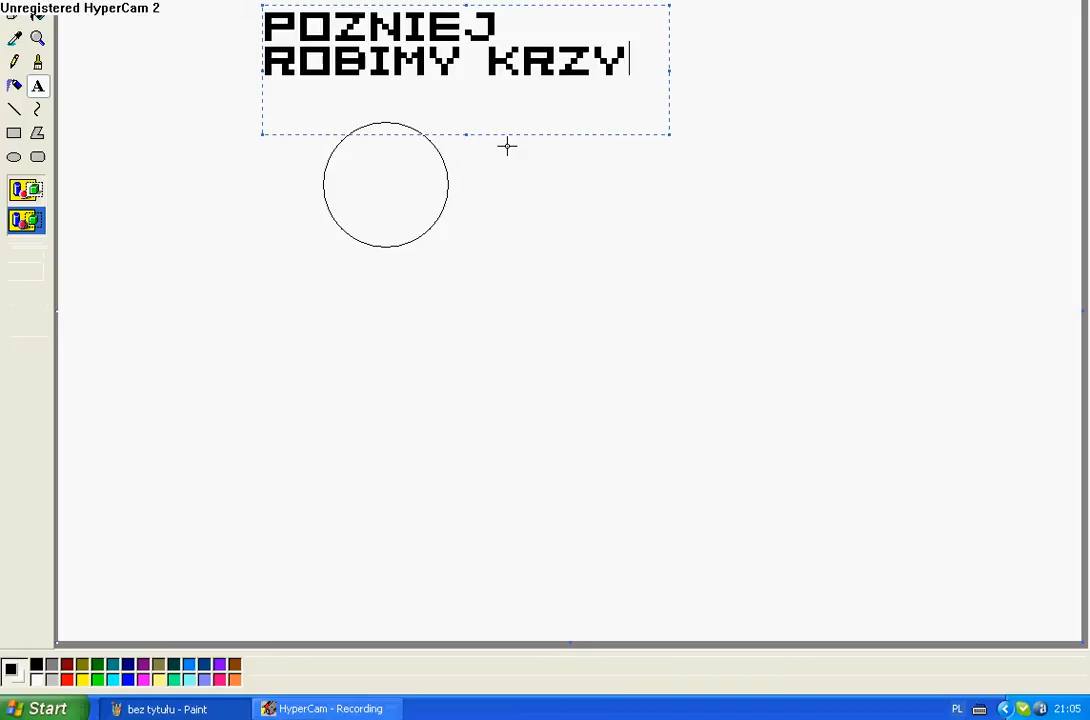 Unregistered HyperCam 2
POZNIEJ
ROBIMY KRZY
A
Start
bez tytułu - Paint
HyperCam - Recording
PL
21:05